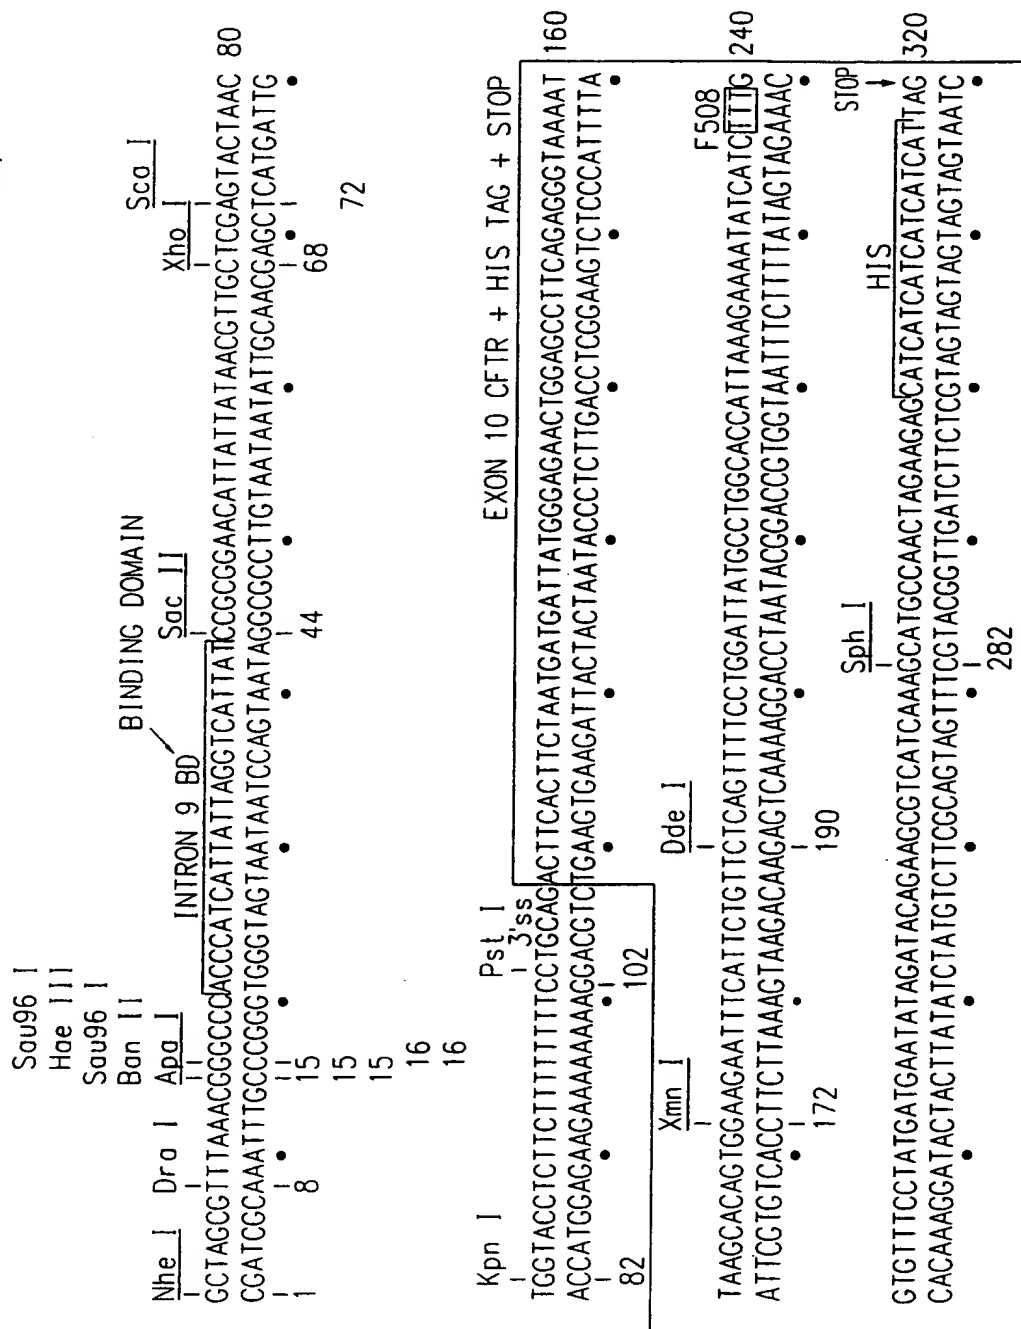 Sau96 I
Hae III
Sau96 I
Ban II
Nhe I Dra I Apa I INTRON 9 BD BINDING DOMAIN Sac II Xho I Sca I
GCTAGCGTTTAAACGGGCCCACCCATCATTATTAGGTCATTATCCGCGGAACATTATTATAACGTTGCTCGAGTACTAAC 80
CGATCGCAAATTTGCCCGGGTGGGTAGTAATAATCCAGTAATAGGCGCCTTGTAATAATATTGCAACGAGCTCATGATTG
1 8 15 44 68 72
15
15
16
16
EXON 10 CFTR + HIS TAG + STOP
Kpn I Pst I
3'ss
TGGTACCTCTTCTTTTTTTTCCTGCAGACTTCACTTCTAATGATGATTATGGGAGAACTGGAGCCTTCAGAGGGTAAAAT 160
ACCATGGAGAAGAAAAAAAAGGACGTCTGAAGTGAAGATTACTACTAATACCCTCTTGACCTCGGAAGTCTCCCATTTTA
82 102
Xmn I Dde I F508
TAAGCACAGTGGAAGAATTTCATTCTGTTCTCAGTTTTCCTGGATTATGCCTGGCACCATTAAAGAAAATATCATCTTTG 240
ATTCGTGTCACCTTCTTAAAGTAAGACAAGAGTCAAAAGGACCTAATACGGACCGTGGTAATTTCTTTTATAGTAGAAAC
172 190
Sph I HIS STOP
GTGTTTCCTATGATGAATATAGATACAGAAGCGTCATCAAAGCATGCCAACTAGAAGAGCATCATCATCATCATCATTAG 320
CACAAAGGATACTACTTATATCTATGTCTTCGCAGTAGTTTCGTACGGTTGATCTTCTCGTAGTAGTAGTAGTAGTAATC
282